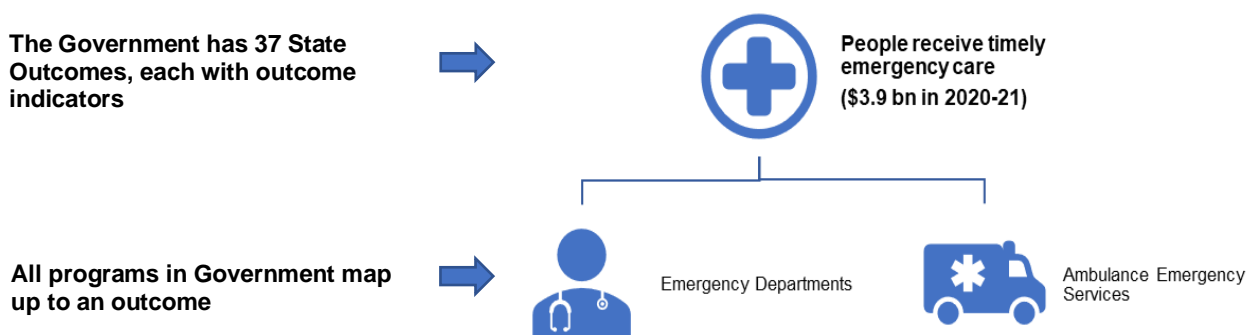 The Government has 37 State
Outcomes, each with outcome
indicators
People receive timely
emergency care
($3.9 bn in 2020-21)
All programs in Government map
up to an outcome
Emergency Departments
Ambulance Emergency
Services